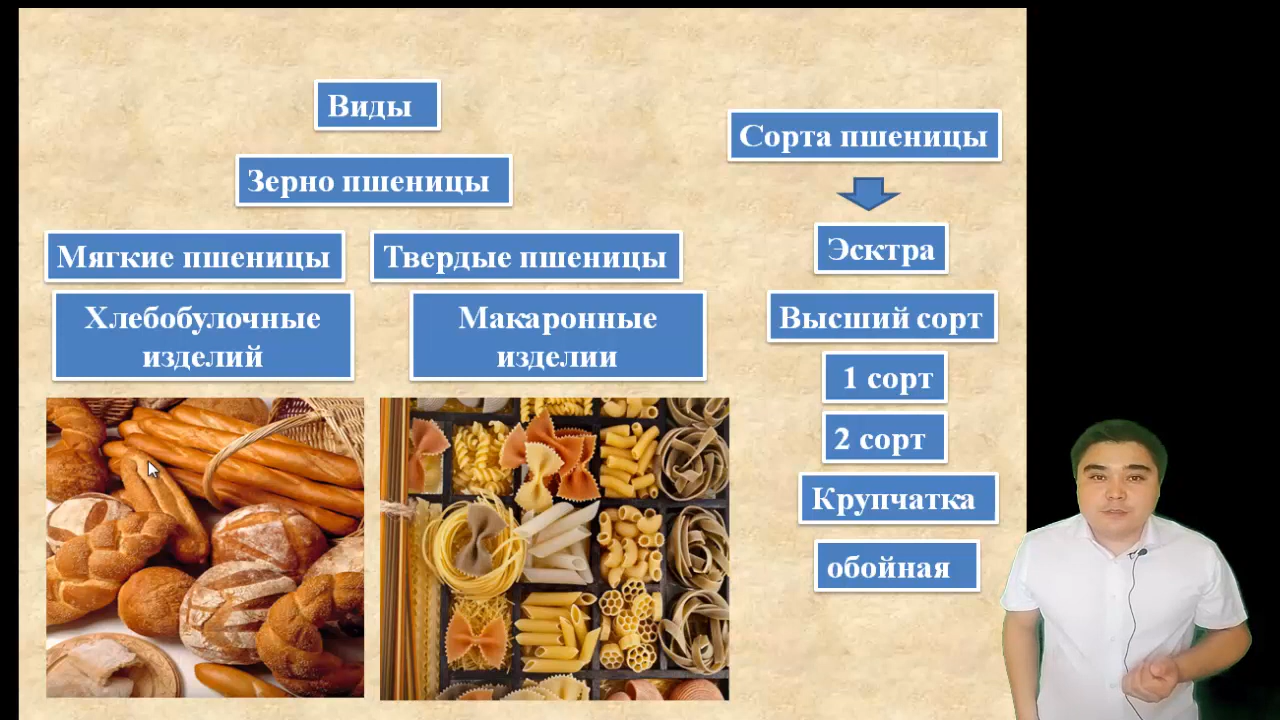 Виды
Зерно пшеницы
Мягкие пшеницы
Твердые пшеницы
Хлебобулочные
изделий
Макаронные
изделии
Сорта пшеницы
Эсктра
Высший сорт
1 сорт
2 сорт
Крупчатка
обойная